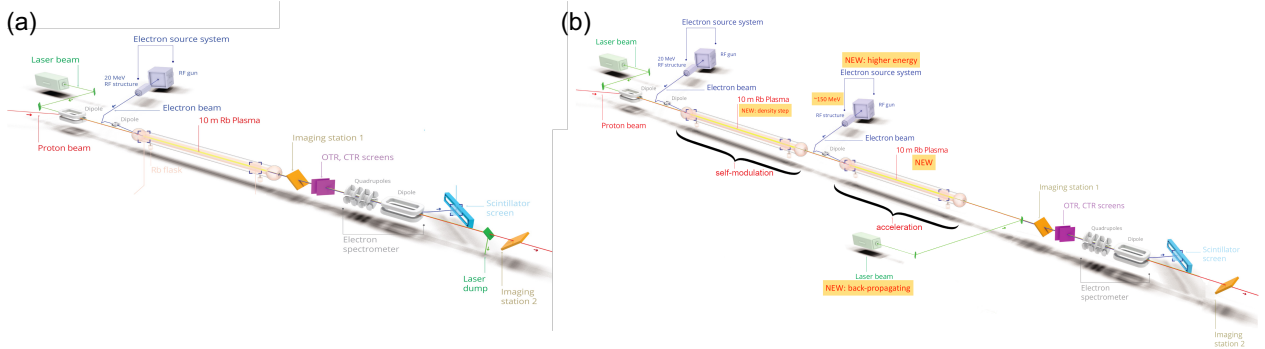 (a)
Electron source system
Laser beam
20 MeV
RF structure
RF gun
Dipole
Electron beam
Dipole
10 m Rb Plasma
Proton beam
Rb flask
Imaging station 1
OTR, CTR screens
Quadrupoles
Dipole
Scintillator
screen
Electron
spectrometer
Laser
dump
Imaging
station 2
(b)
Electron source system
Laser beam
20 MeV
RF structure
RF gun
Dipole
Electron beam
Dipole
10 m Rb Plasma
NEW: density step
Proton beam
self-modulation
NEW: higher energy
Electron source system
~150 MeV
RF structure
RF gun
Electron beam
10 m Rb Plasma
NEW
acceleration
Laser beam
NEW: back-propagating
Imaging station 1
OTR, CTR screens
Quadrupoles
Dipole
Scintillator
screen
Electron
spectrometer
Imaging
station 2